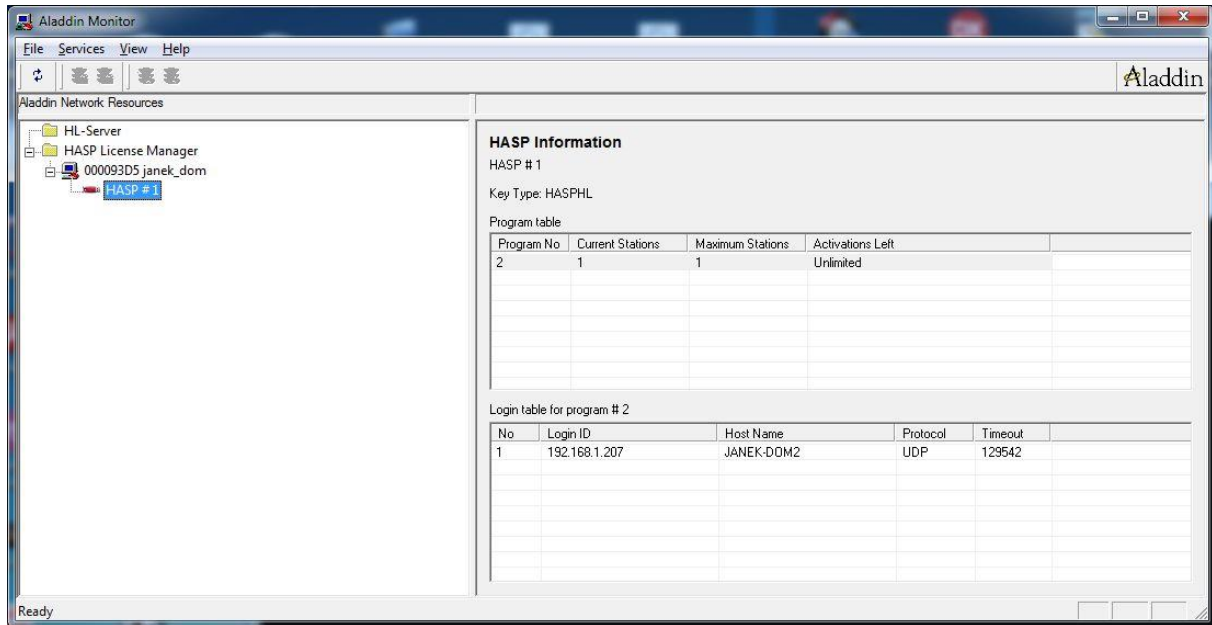 Aladdin Monitor
File Services View Help
Aladdin
Aladdin Network Resources
HL-Server
HASP License Manager
000093D5 janek_dom
HASP # 1
HASP Information
HASP # 1
Key Type: HASPHL
Program table
Program No Current Stations Maximum Stations Activations Left
2 1 1 Unlimited
Login table for program # 2
No Login ID Host Name Protocol Timeout
1 192.168.1.207 JANEK-DOM2 UDP 129542
Ready